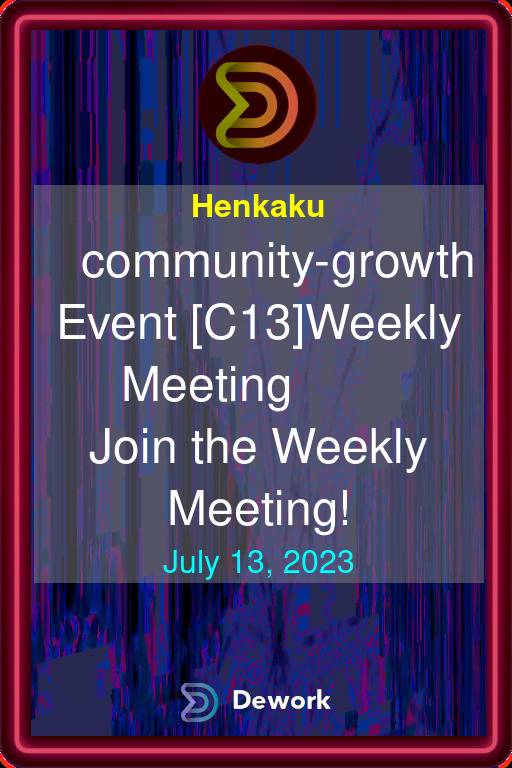 Henkaku
community-growth
Event [C13]Weekly
Meeting
Join the Weekly
Meeting!
July 13, 2023
Dework